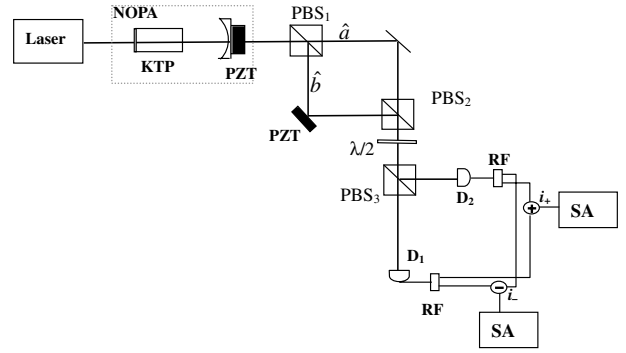 NOPA
Laser
KTP
PZT
PBS1
â
b̂
PZT
PBS2
λ/2
PBS3
D2
RF
i+
SA
D1
RF
i−
SA
+
−